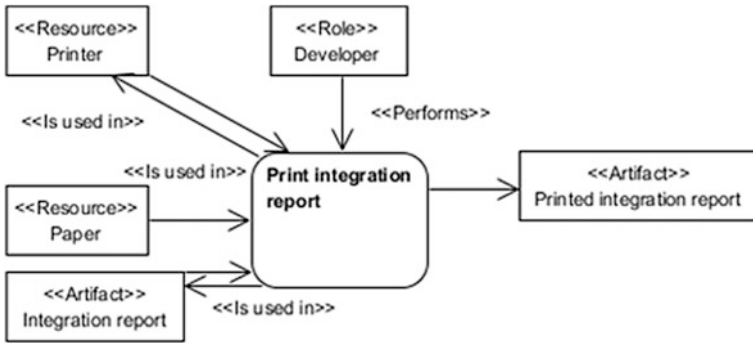 <<Resource>>
Printer
<<Role>>
Developer
<<Is used in>>
<<Performs>>
<<Is used in>>
Print integration
report
<<Artifact>>
Printed integration report
<<Resource>>
Paper
<<Artifact>>
Integration report
<<Is used in>>